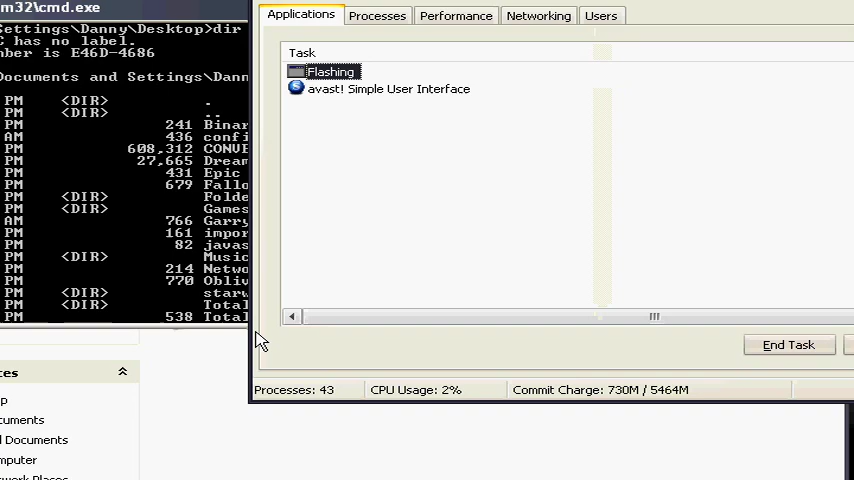 m32\cmd.exe
Settings\Danny\Desktop>dir
C has no label.
mber is E46D-4686
Documents and Settings\Dann
PM <DIR> .
PM <DIR> ..
PM 241 Binar
AM 436 confi
PM 608,312 CONVE
PM 27,665 Dream
PM 431 Epic
PM 679 Fallo
PM <DIR> Folde
PM <DIR> Games
AM 766 Garry
PM 161 impor
PM 82 javas
PM <DIR> Music
PM 214 Netwo
PM 770 Obliv
PM <DIR> starw
PM <DIR> Total
PM 538 Total
Applications Processes Performance Networking Users
Task
Flashing
avast! Simple User Interface
End Task
Processes: 43 CPU Usage: 2% Commit Charge: 730M / 5464M
ces
p
cuments
d Documents
mputer
twork Places